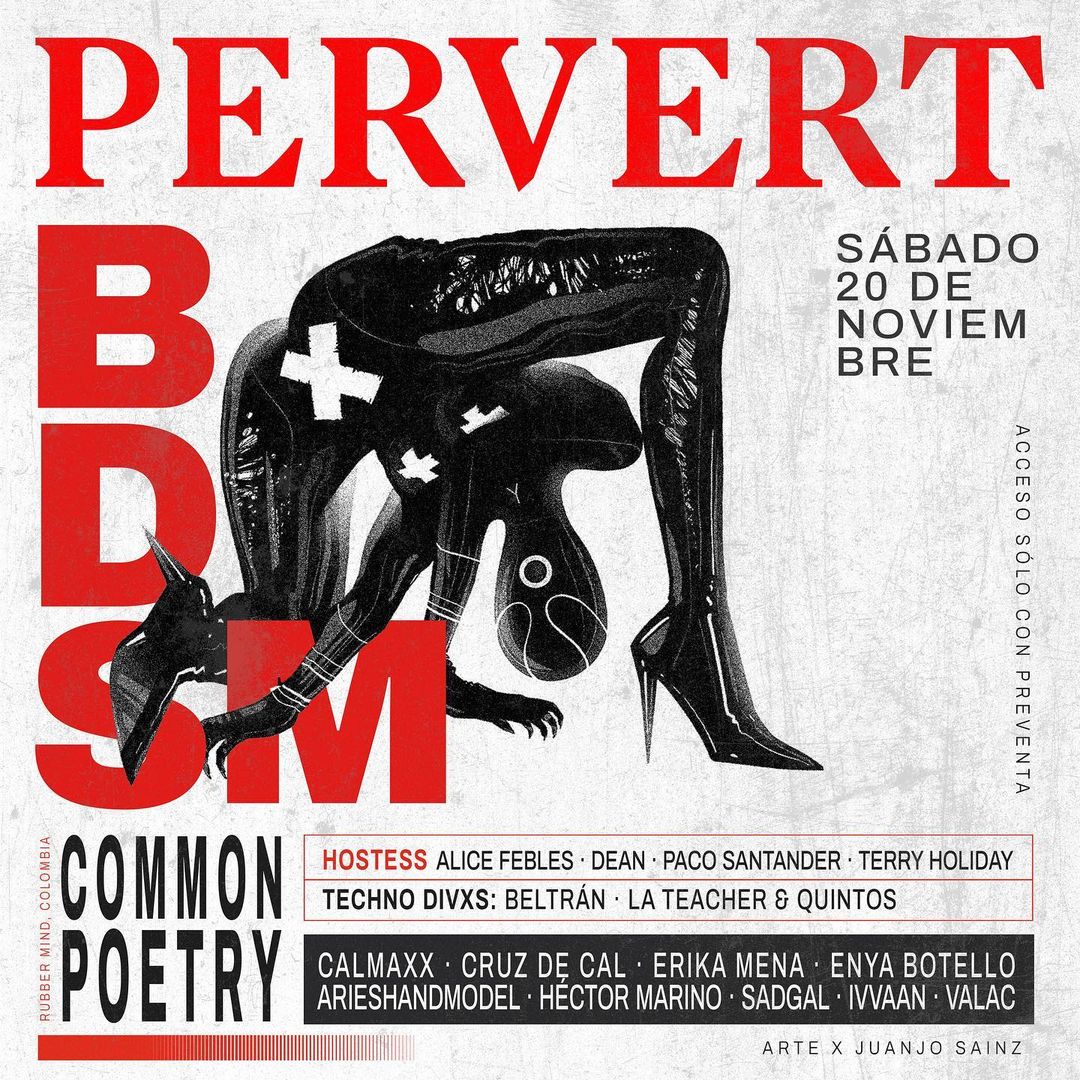 PERVERT
B
D
SM
SÁBADO
20 DE
NOVIEM
BRE
ACCESO SÓLO CON PREVENTA
RUBBER MIND, COLOMBIA
COMMON
POETRY
HOSTESS ALICE FEBLES · DEAN · PACO SANTANDER · TERRY HOLIDAY
TECHNO DIVXS: BELTRÁN · LA TEACHER & QUINTOS
CALMAXX · CRUZ DE CAL · ERIKA MENA · ENYA BOTELLO
ARIESHANDMODEL · HÉCTOR MARINO · SADGAL · IVVAAN · VALAC
ARTE X JUANJO SAINZ